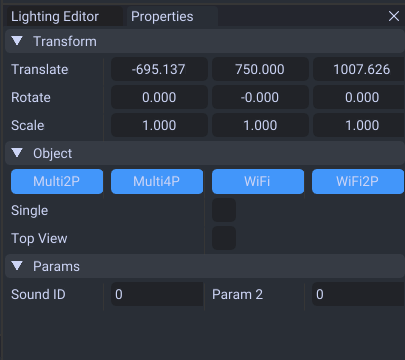 Lighting Editor Properties
Transform
Translate -695.137 750.000 1007.626
Rotate 0.000 -0.000 0.000
Scale 1.000 1.000 1.000
Object
Multi2P Multi4P WiFi WiFi2P
Single
Top View
Params
Sound ID 0 Param 2 0